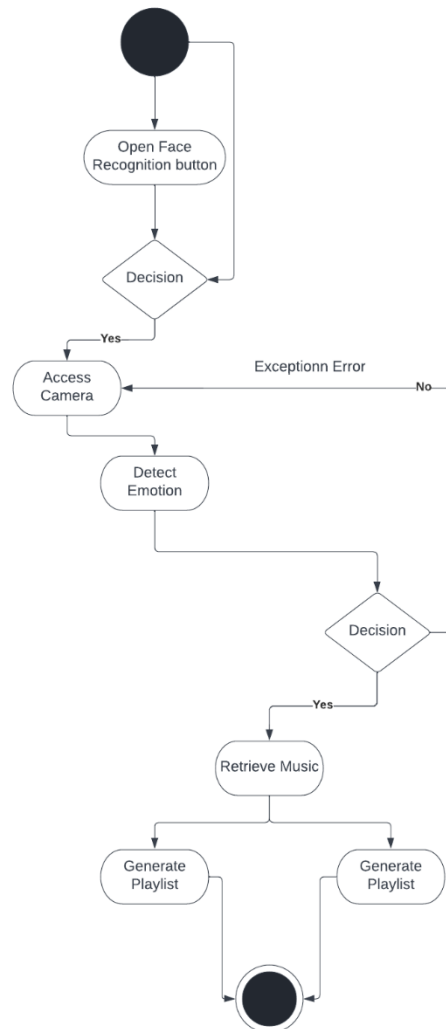 Open Face
Recognition button
Decision
Yes
Access
Camera
Exceptionn Error
No
Detect
Emotion
Decision
Yes
Retrieve Music
Generate
Playlist
Generate
Playlist